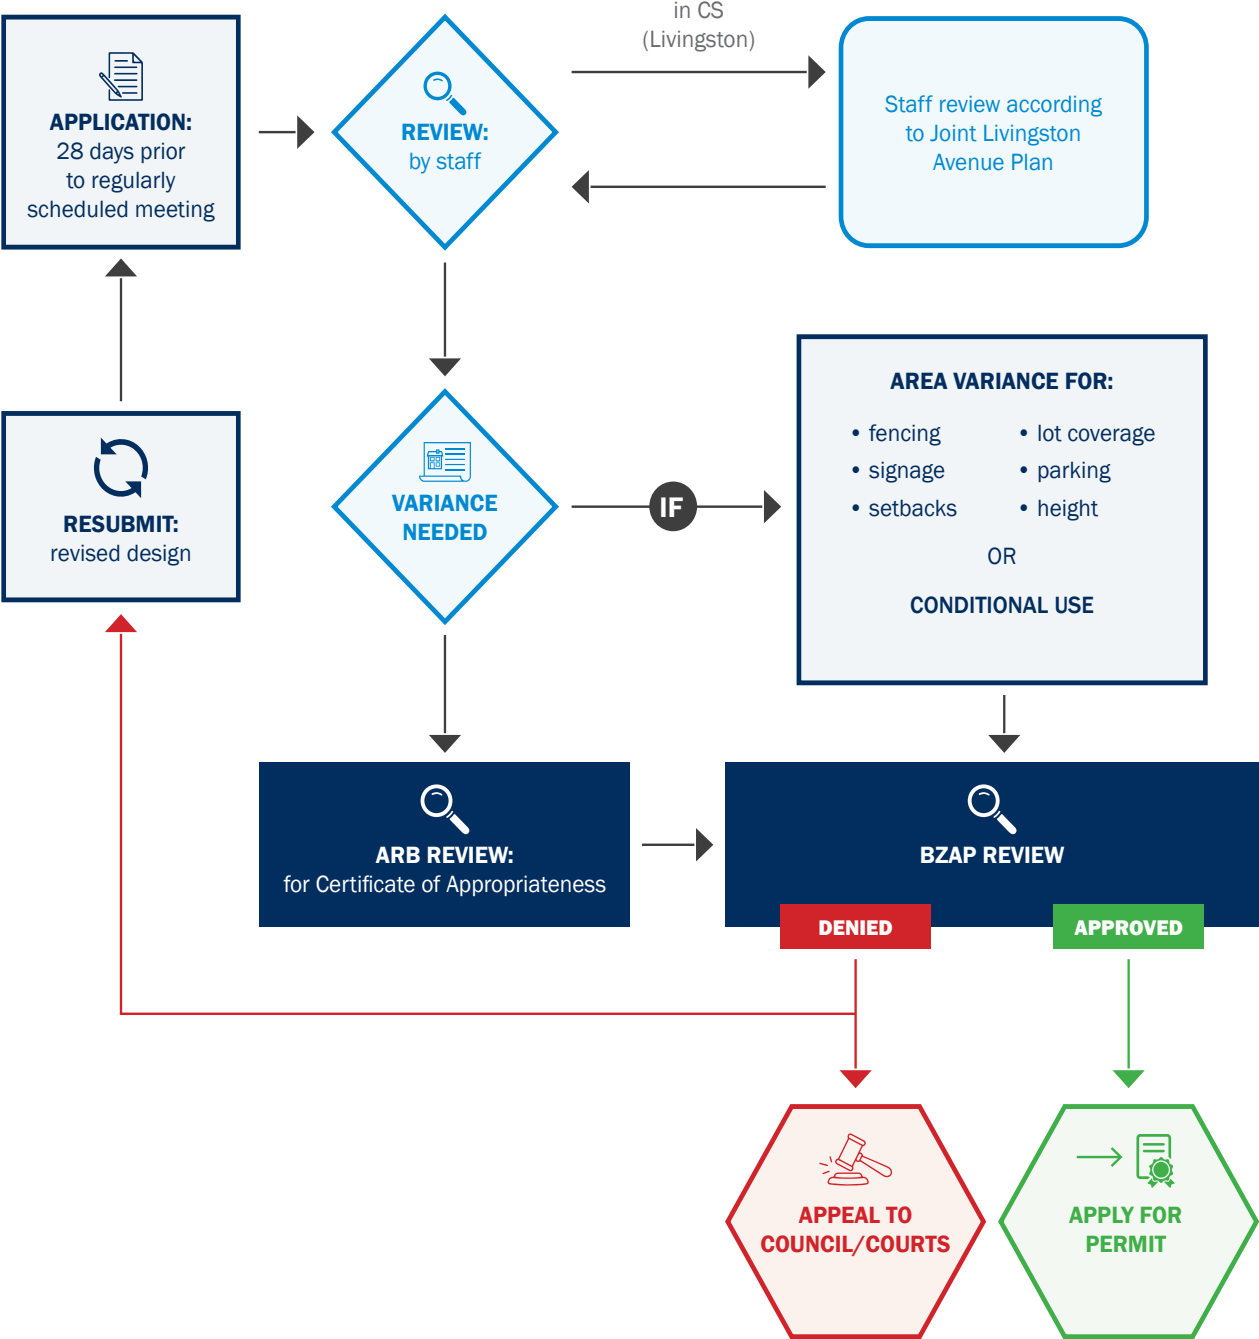 in CS
(Livingston)
APPLICATION:
28 days prior
to regularly
scheduled meeting
REVIEW:
by staff
Staff review according
to Joint Livingston
Avenue Plan
RESUBMIT:
revised design
VARIANCE
NEEDED
IF
AREA VARIANCE FOR:
• fencing
• signage
• setbacks
• lot coverage
• parking
• height
OR
CONDITIONAL USE
ARB REVIEW:
for Certificate of Appropriateness
BZAP REVIEW
DENIED
APPROVED
APPEAL TO
COUNCIL/COURTS
APPLY FOR
PERMIT